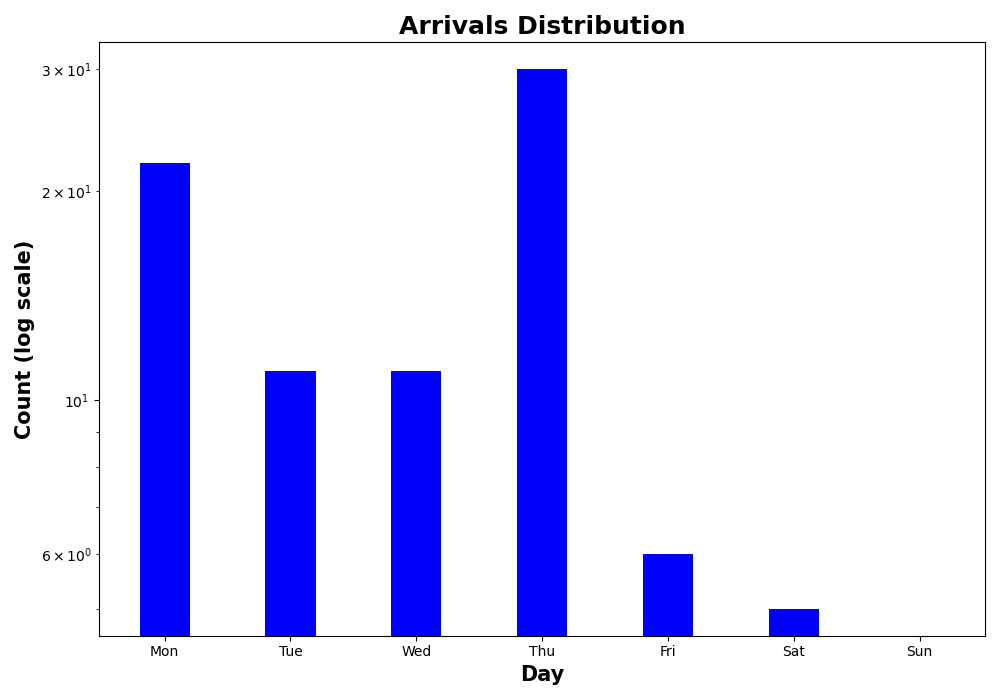 Arrivals Distribution
3 × 10¹
2 × 10¹
10¹
6 × 10⁰
Count (log scale)
Mon Tue Wed Thu Fri Sat Sun
Day